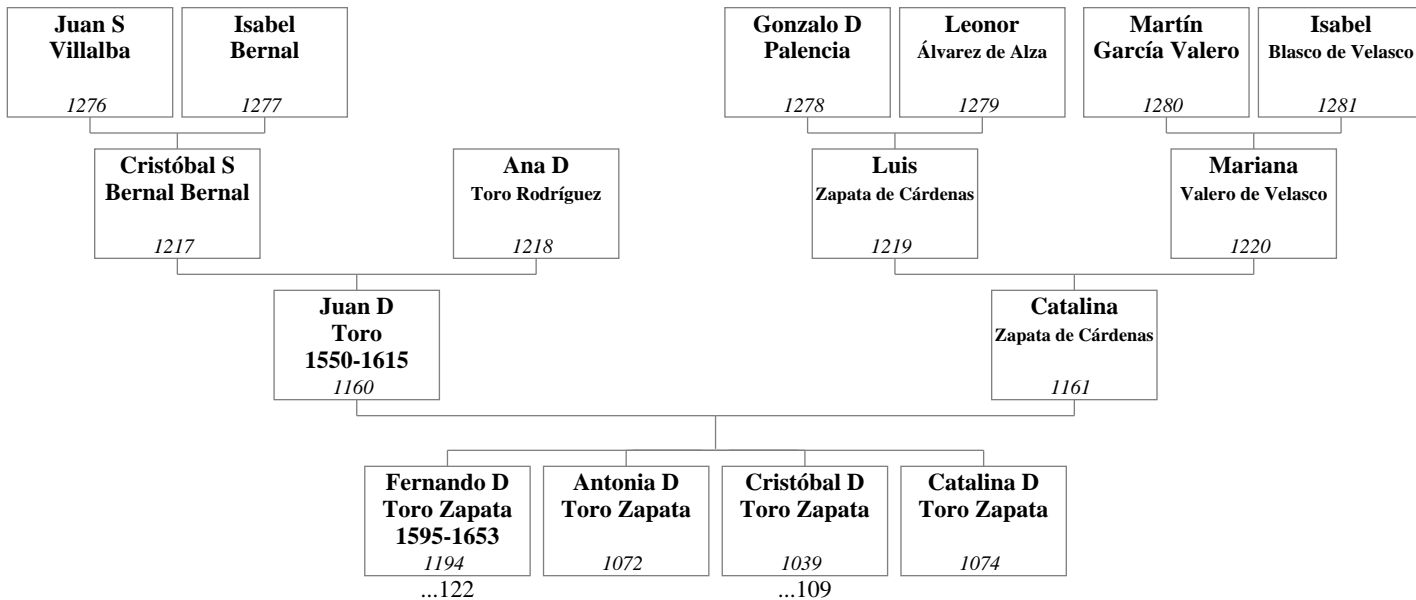 Juan S
Villalba
1276
Isabel
Bernal
1277
Gonzalo D
Palencia
1278
Leonor
Álvarez de Alza
1279
Martín
García Valero
1280
Isabel
Blasco de Velasco
1281
Cristóbal S
Bernal Bernal
1217
Ana D
Toro Rodríguez
1218
Luis
Zapata de Cárdenas
1219
Mariana
Valero de Velasco
1220
Juan D
Toro
1550-1615
1160
Catalina
Zapata de Cárdenas
1161
Fernando D
Toro Zapata
1595-1653
1194
...122
Antonia D
Toro Zapata
1072
Cristóbal D
Toro Zapata
1039
...109
Catalina D
Toro Zapata
1074